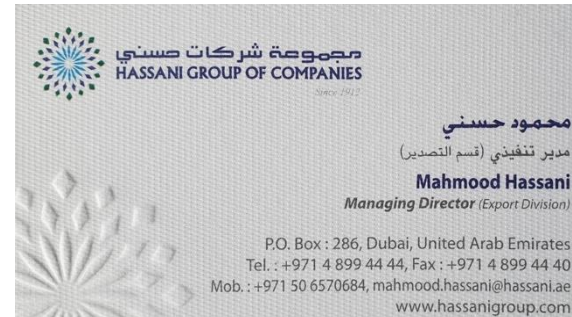 مجموعة شركات حسني
HASSANI GROUP OF COMPANIES
Since 1912
محمود حسني
مدير تنفيذي (قسم التصدير)
Mahmood Hassani
Managing Director (Export Division)
P.O. Box : 286, Dubai, United Arab Emirates
Tel. : +971 4 899 44 44, Fax : +971 4 899 44 40
Mob. : +971 50 6570684, mahmood.hassani@hassani.ae
www.hassanigroup.com